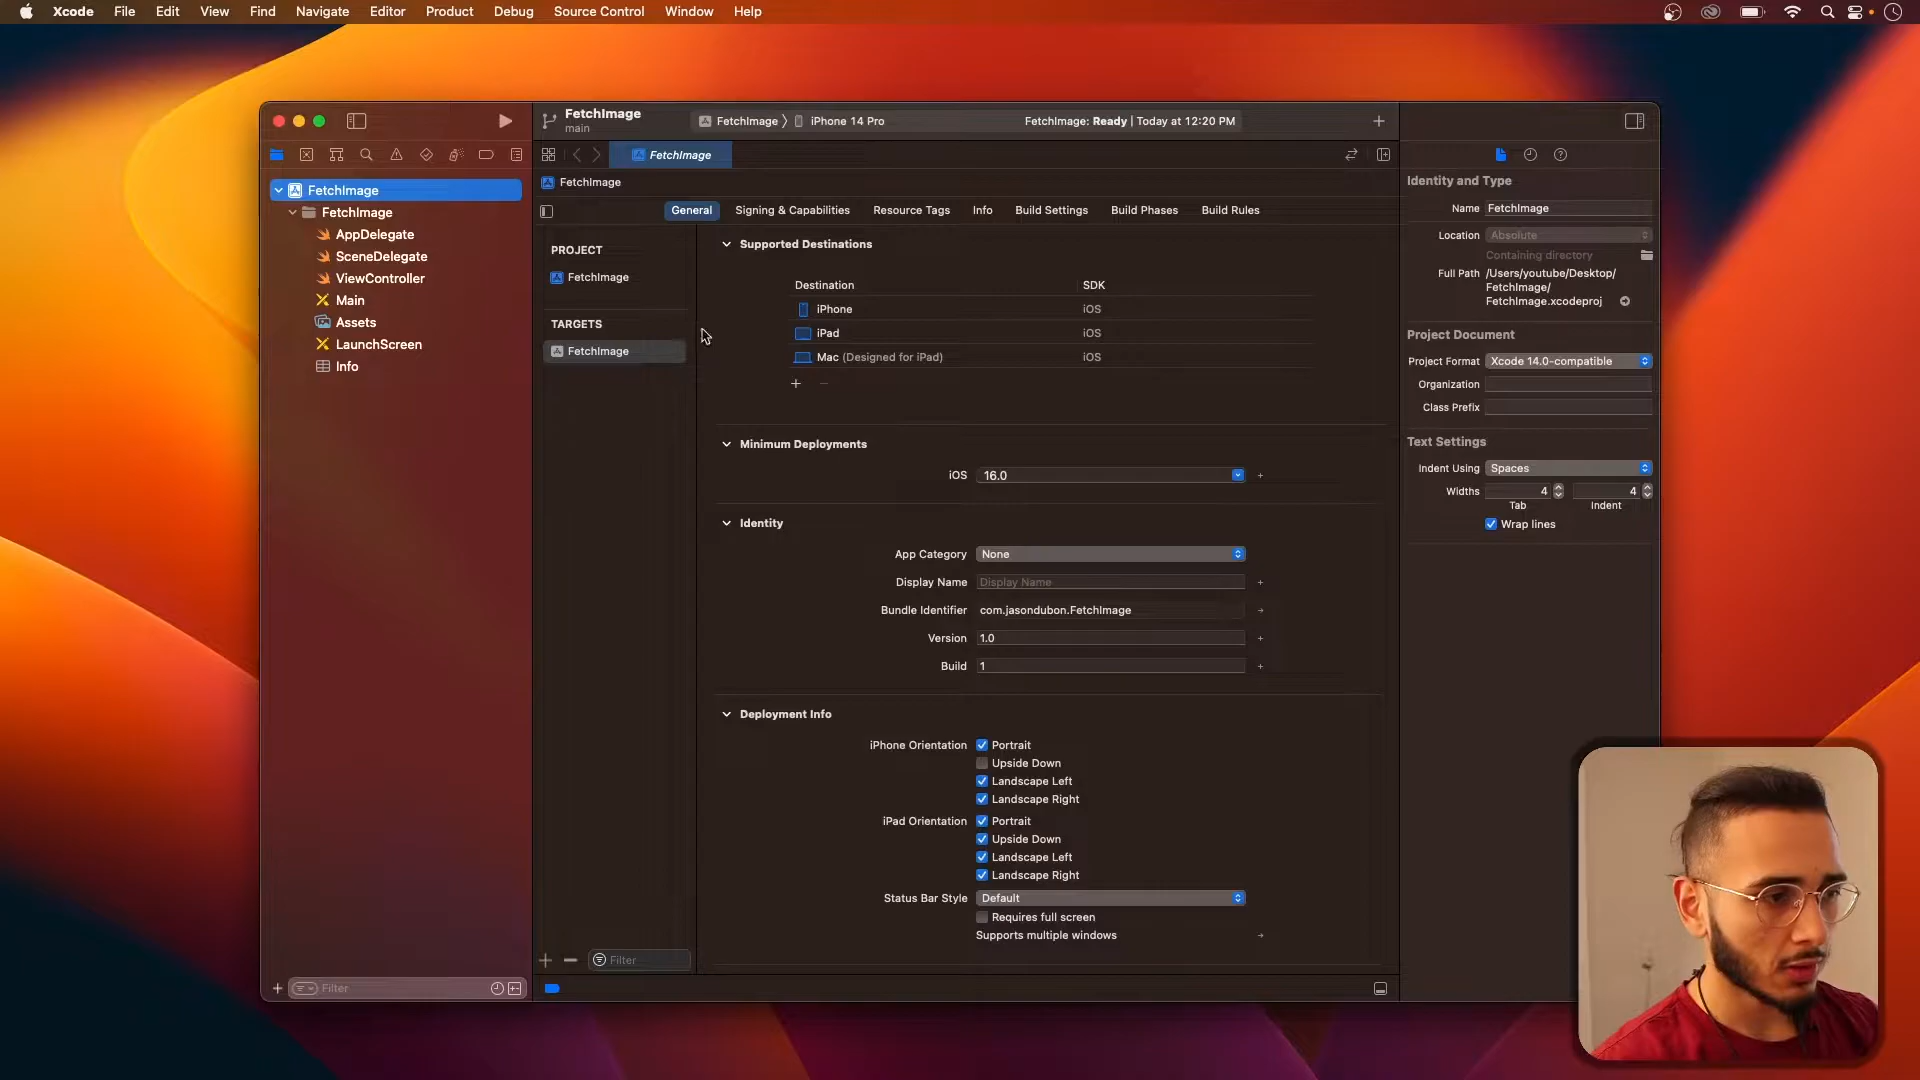 Xcode File Edit View Find Navigate Editor Product Debug Source Control Window Help
FetchImage
main
FetchImage
iPhone 14 Pro
FetchImage: Ready | Today at 12:20 PM
FetchImage
FetchImage
General Signing & Capabilities Resource Tags Info Build Settings Build Phases Build Rules
FetchImage
FetchImage
AppDelegate
SceneDelegate
ViewController
Main
Assets
LaunchScreen
Info
Filter
PROJECT
FetchImage
TARGETS
FetchImage
Filter
Supported Destinations
Destination SDK
iPhone iOS
iPad iOS
Mac (Designed for iPad) iOS
Minimum Deployments
iOS 16.0
Identity
App Category None
Display Name Display Name
Bundle Identifier com.jasondubon.FetchImage
Version 1.0
Build 1
Deployment Info
iPhone Orientation Portrait
Upside Down
Landscape Left
Landscape Right
iPad Orientation Portrait
Upside Down
Landscape Left
Landscape Right
Status Bar Style Default
Requires full screen
Supports multiple windows
Identity and Type
Name FetchImage
Location Absolute
Containing directory
Full Path /Users/youtube/Desktop/
FetchImage/
FetchImage.xcodeproj
Project Document
Project Format Xcode 14.0-compatible
Organization
Class Prefix
Text Settings
Indent Using Spaces
Widths 4 4
Tab Indent
Wrap lines